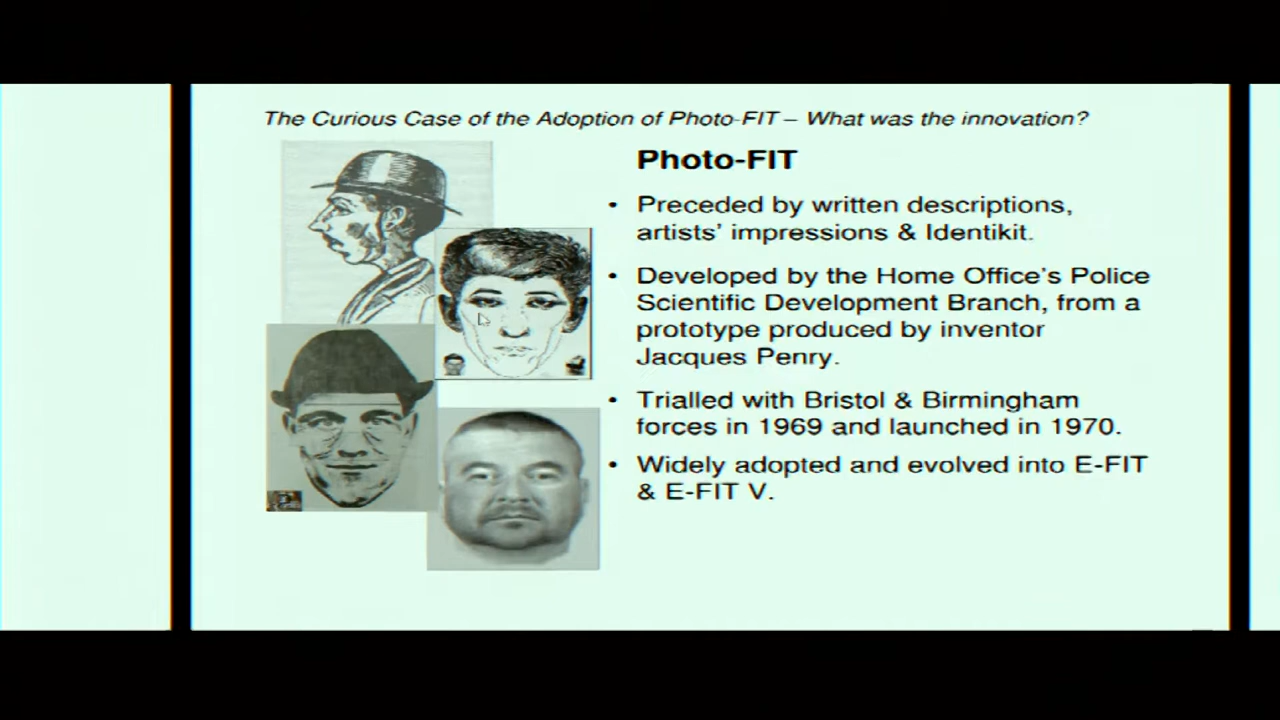 The Curious Case of the Adoption of Photo-FIT – What was the innovation?
Photo-FIT
• Preceded by written descriptions,
artists’ impressions & Identikit.
• Developed by the Home Office’s Police
Scientific Development Branch, from a
prototype produced by inventor
Jacques Penry.
• Trialled with Bristol & Birmingham
forces in 1969 and launched in 1970.
• Widely adopted and evolved into E-FIT
& E-FIT V.